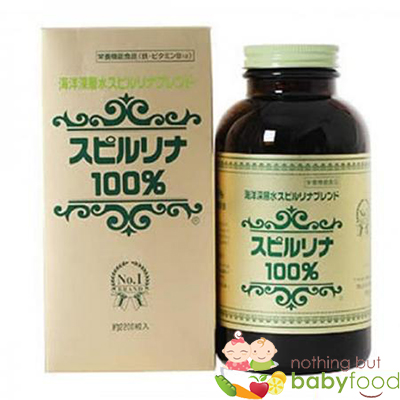 栄養機能食品(鉄・ビタミンB12)
海洋深層水スピルリナブレンド
スピルリナ
100%
®
No.1
BRAND
約2200粒入
栄養機能食品
海洋深層水スピルリナブレンド
スピルリナ
100%
nothing but
babyfood